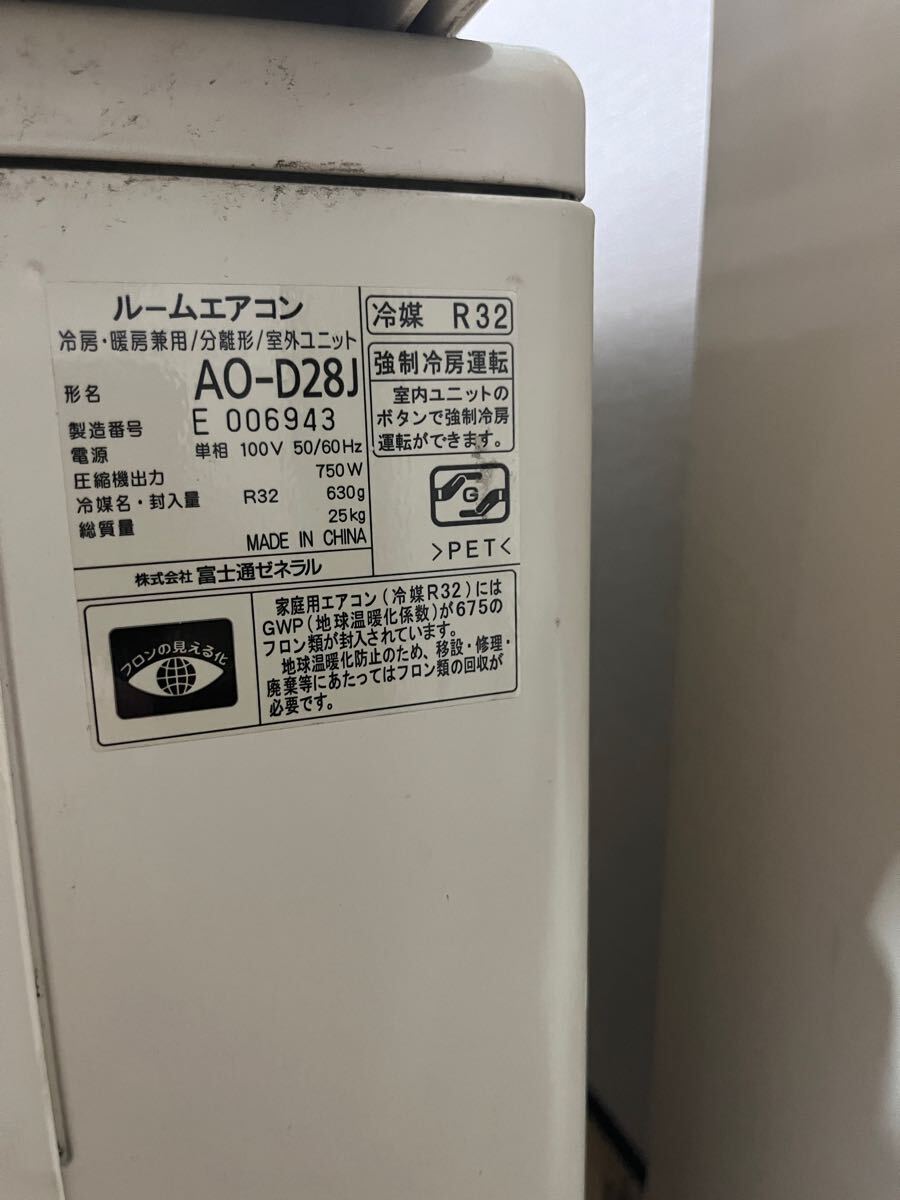 ルームエアコン
冷房・暖房兼用/分離形/室外ユニット
形名 AO-D28J
製造番号 E 006943
電源 単相 100V 50/60Hz
圧縮機出力 750W
冷媒名・封入量 R32 630g
総質量 25kg
MADE IN CHINA
株式会社 富士通ゼネラル
冷媒 R32
強制冷房運転
室内ユニットの
ボタンで強制冷房
運転ができます。
G
>PET<
フロンの見える化
家庭用エアコン(冷媒R32)には
GWP(地球温暖化係数)が675の
フロン類が封入されています。
地球温暖化防止のため、移設・修理・
廃棄等にあたってはフロン類の回収が
必要です。